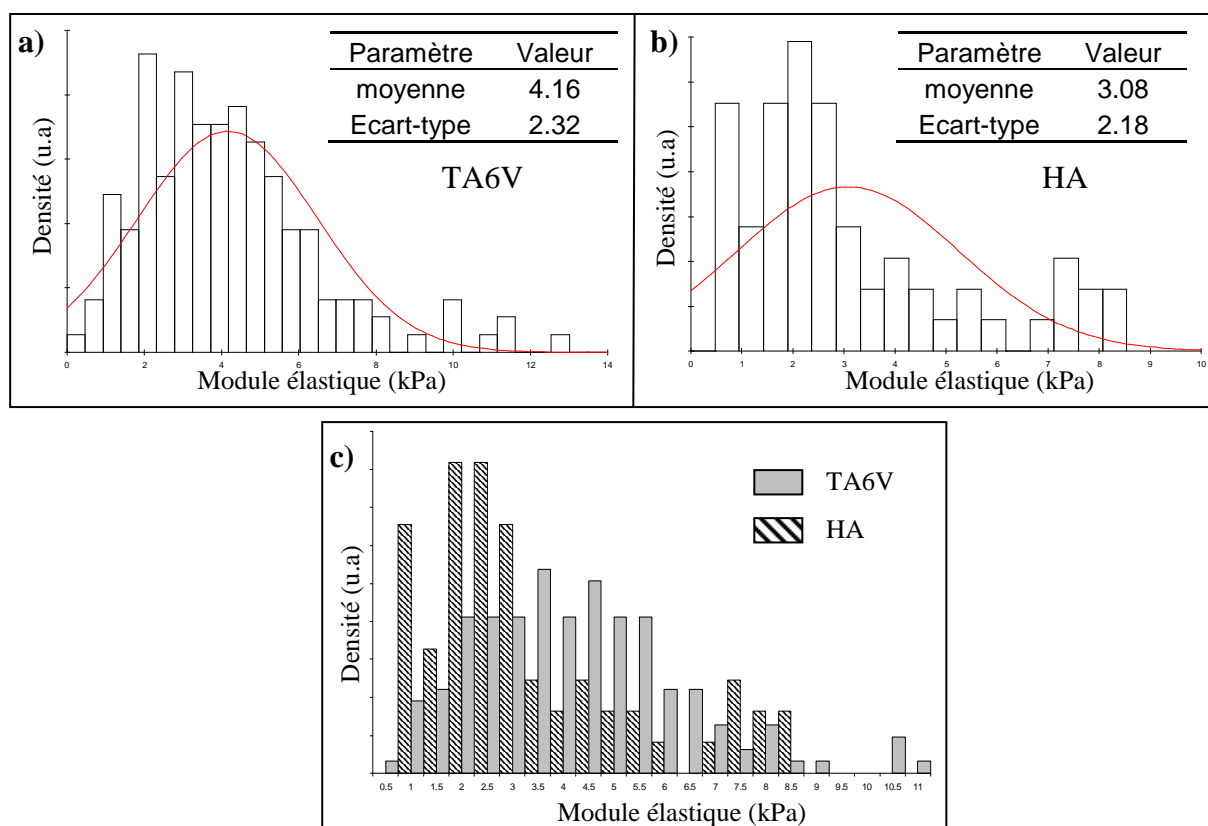 a)
Paramètre Valeur
moyenne 4.16
Ecart-type 2.32
TA6V
Densité (u.a)
0 2 4 6 8 10 12 14
Module élastique (kPa)
b)
Paramètre Valeur
moyenne 3.08
Ecart-type 2.18
HA
Densité (u.a)
0 1 2 3 4 5 6 7 8 9 10
Module élastique (kPa)
c)
TA6V
HA
Densité (u.a)
0.5 1 1.5 2 2.5 3 3.5 4 4.5 5 5.5 6 6.5 7 7.5 8 8.5 9 9.5 10 10.5 11
Module élastique (kPa)